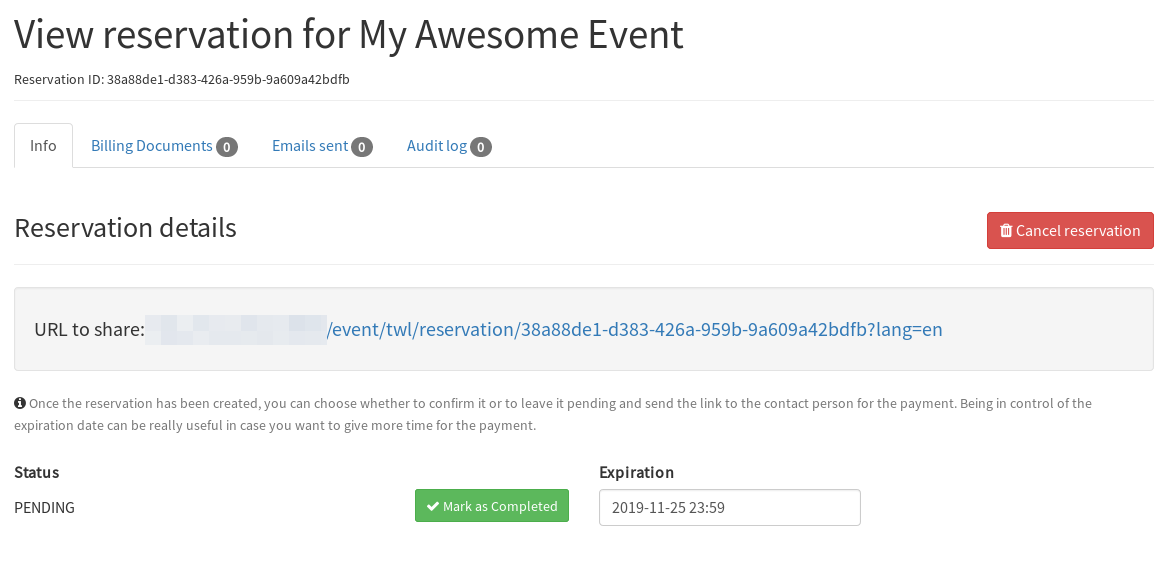 View reservation for My Awesome Event
Reservation ID: 38a88de1-d383-426a-959b-9a609a42bdfb
Info Billing Documents 0 Emails sent 0 Audit log 0
Reservation details
Cancel reservation
URL to share: /event/twl/reservation/38a88de1-d383-426a-959b-9a609a42bdfb?lang=en
Once the reservation has been created, you can choose whether to confirm it or to leave it pending and send the link to the contact person for the payment. Being in control of the
expiration date can be really useful in case you want to give more time for the payment.
Status Expiration
PENDING Mark as Completed 2019-11-25 23:59